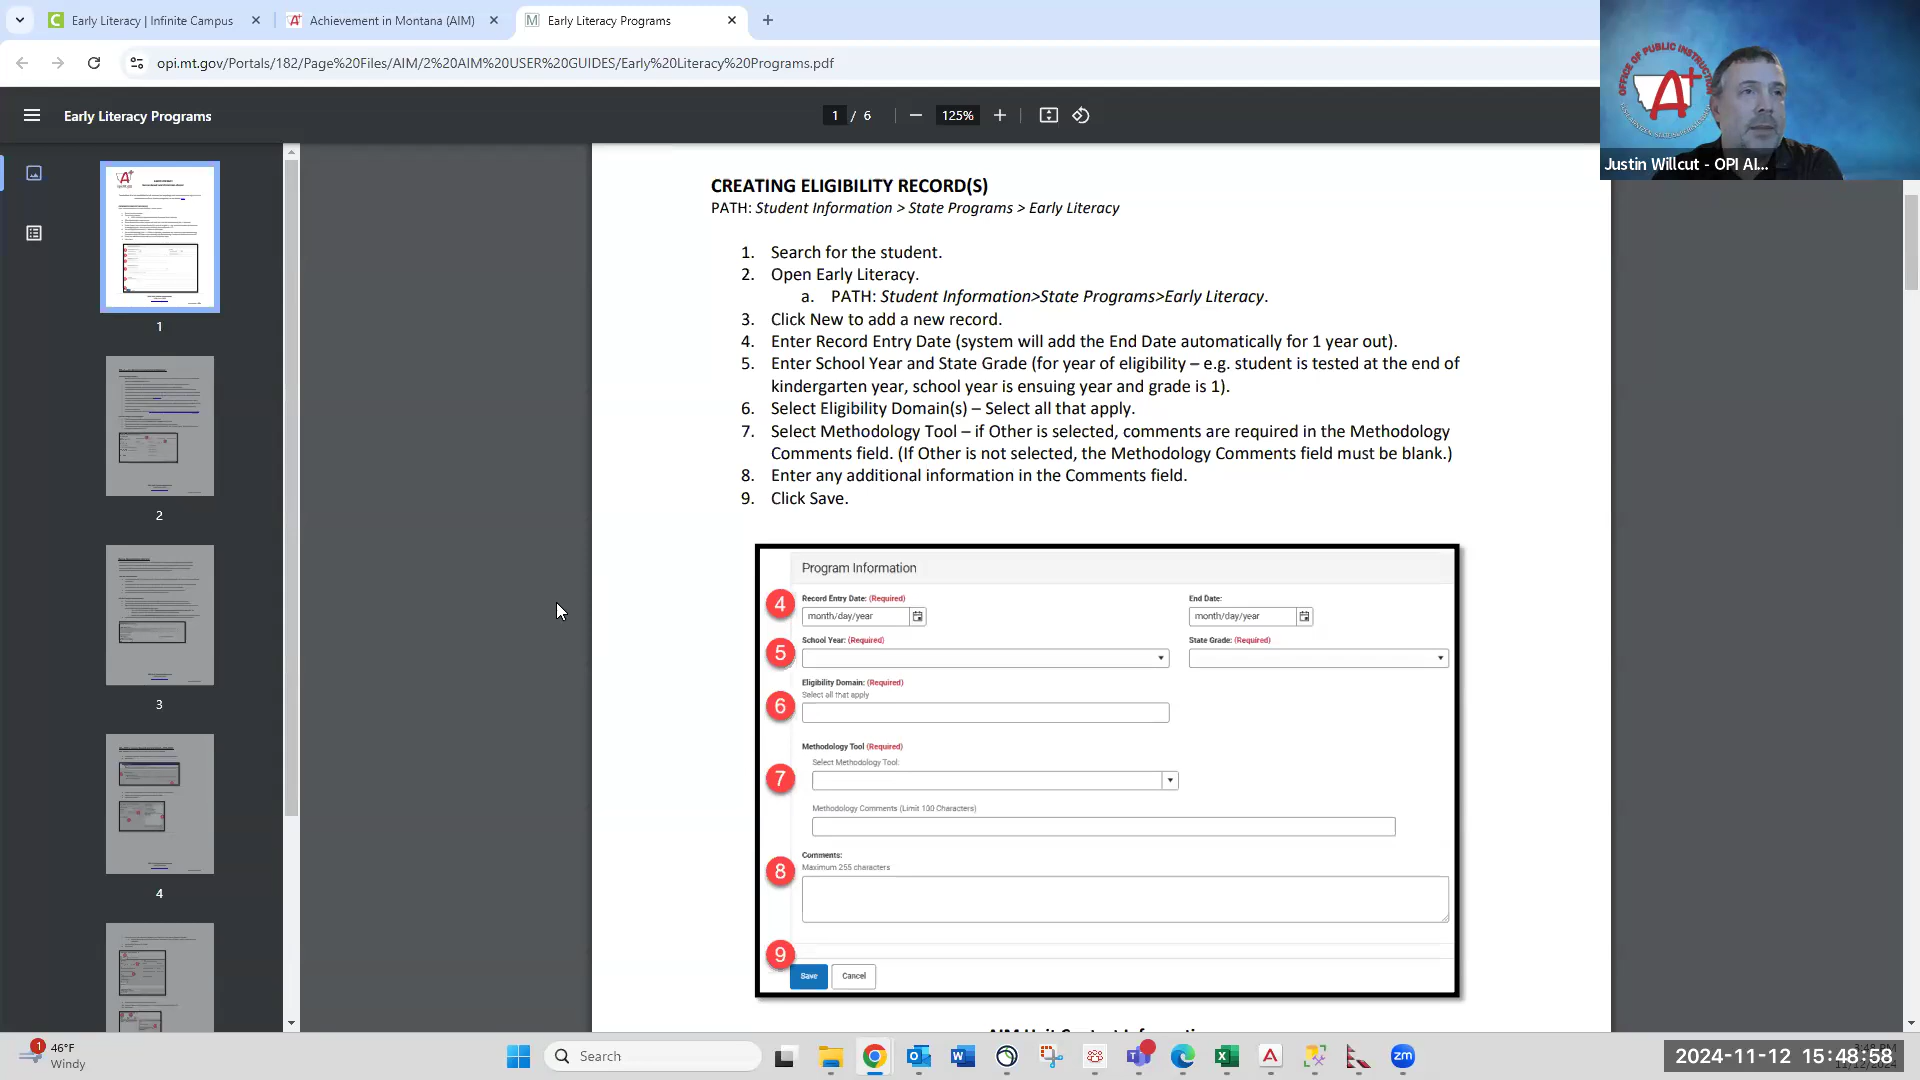 Early Literacy | Infinite Campus
Achievement in Montana (AIM)
Early Literacy Programs
opi.mt.gov/Portals/182/Page%20Files/AIM/2%20AIM%20USER%20GUIDES/Early%20Literacy%20Programs.pdf
Early Literacy Programs
1 / 6
125%
OFFICE OF PUBLIC INSTRUCTION
Justin Willcut - OPI AI...
1
2
3
4
CREATING ELIGIBILITY RECORD(S)
PATH: Student Information > State Programs > Early Literacy
1. Search for the student.
2. Open Early Literacy.
a. PATH: Student Information>State Programs>Early Literacy.
3. Click New to add a new record.
4. Enter Record Entry Date (system will add the End Date automatically for 1 year out).
5. Enter School Year and State Grade (for year of eligibility – e.g. student is tested at the end of
kindergarten year, school year is ensuing year and grade is 1).
6. Select Eligibility Domain(s) – Select all that apply.
7. Select Methodology Tool – if Other is selected, comments are required in the Methodology
Comments field. (If Other is not selected, the Methodology Comments field must be blank.)
8. Enter any additional information in the Comments field.
9. Click Save.
Program Information
4 Record Entry Date: (Required) End Date:
month/day/year month/day/year
5 School Year: (Required) State Grade: (Required)
Eligibility Domain: (Required)
6 Select all that apply
Methodology Tool (Required)
Select Methodology Tool:
7
Methodology Comments (Limit 100 Characters)
Comments:
8 Maximum 255 characters
9
Save Cancel
1
46°F
Windy
Search
zm
2024-11-12 15:48:58